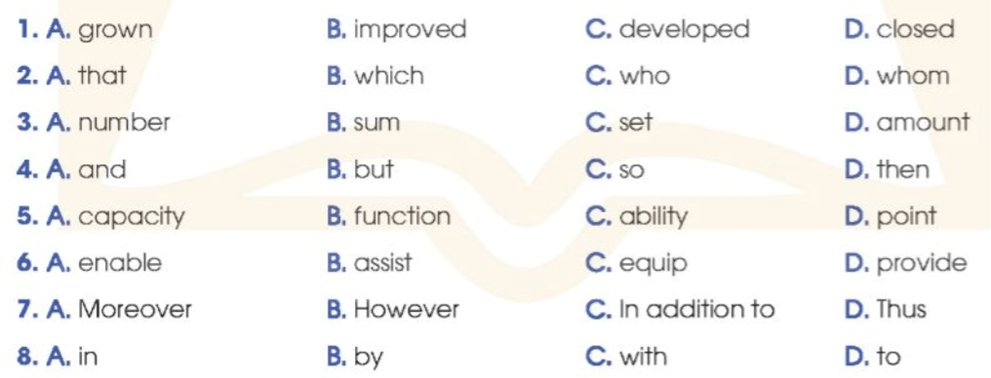 1. A. grown B. improved C. developed D. closed
2. A. that B. which C. who D. whom
3. A. number B. sum C. set D. amount
4. A. and B. but C. so D. then
5. A. capacity B. function C. ability D. point
6. A. enable B. assist C. equip D. provide
7. A. Moreover B. However C. In addition to D. Thus
8. A. in B. by C. with D. to